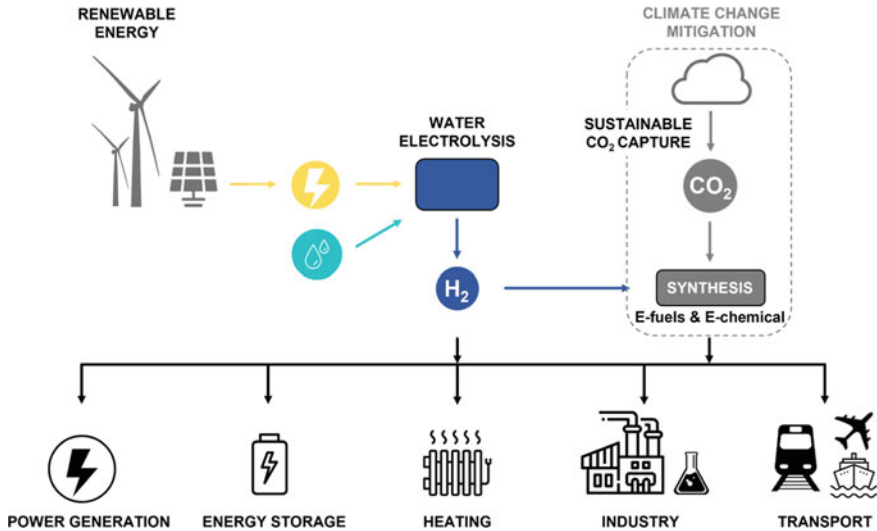 RENEWABLE
ENERGY
CLIMATE CHANGE
MITIGATION
WATER
ELECTROLYSIS
SUSTAINABLE
CO₂ CAPTURE
CO₂
H₂
SYNTHESIS
E-fuels & E-chemical
POWER GENERATION
ENERGY STORAGE
HEATING
INDUSTRY
TRANSPORT